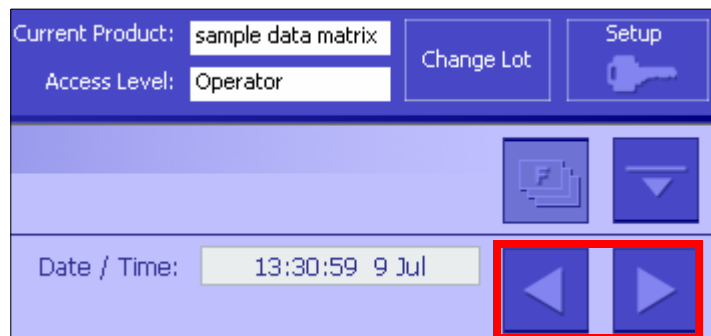 Current Product: sample data matrix
Change Lot
Setup
Access Level: Operator
F
Date / Time: 13:30:59 9 Jul